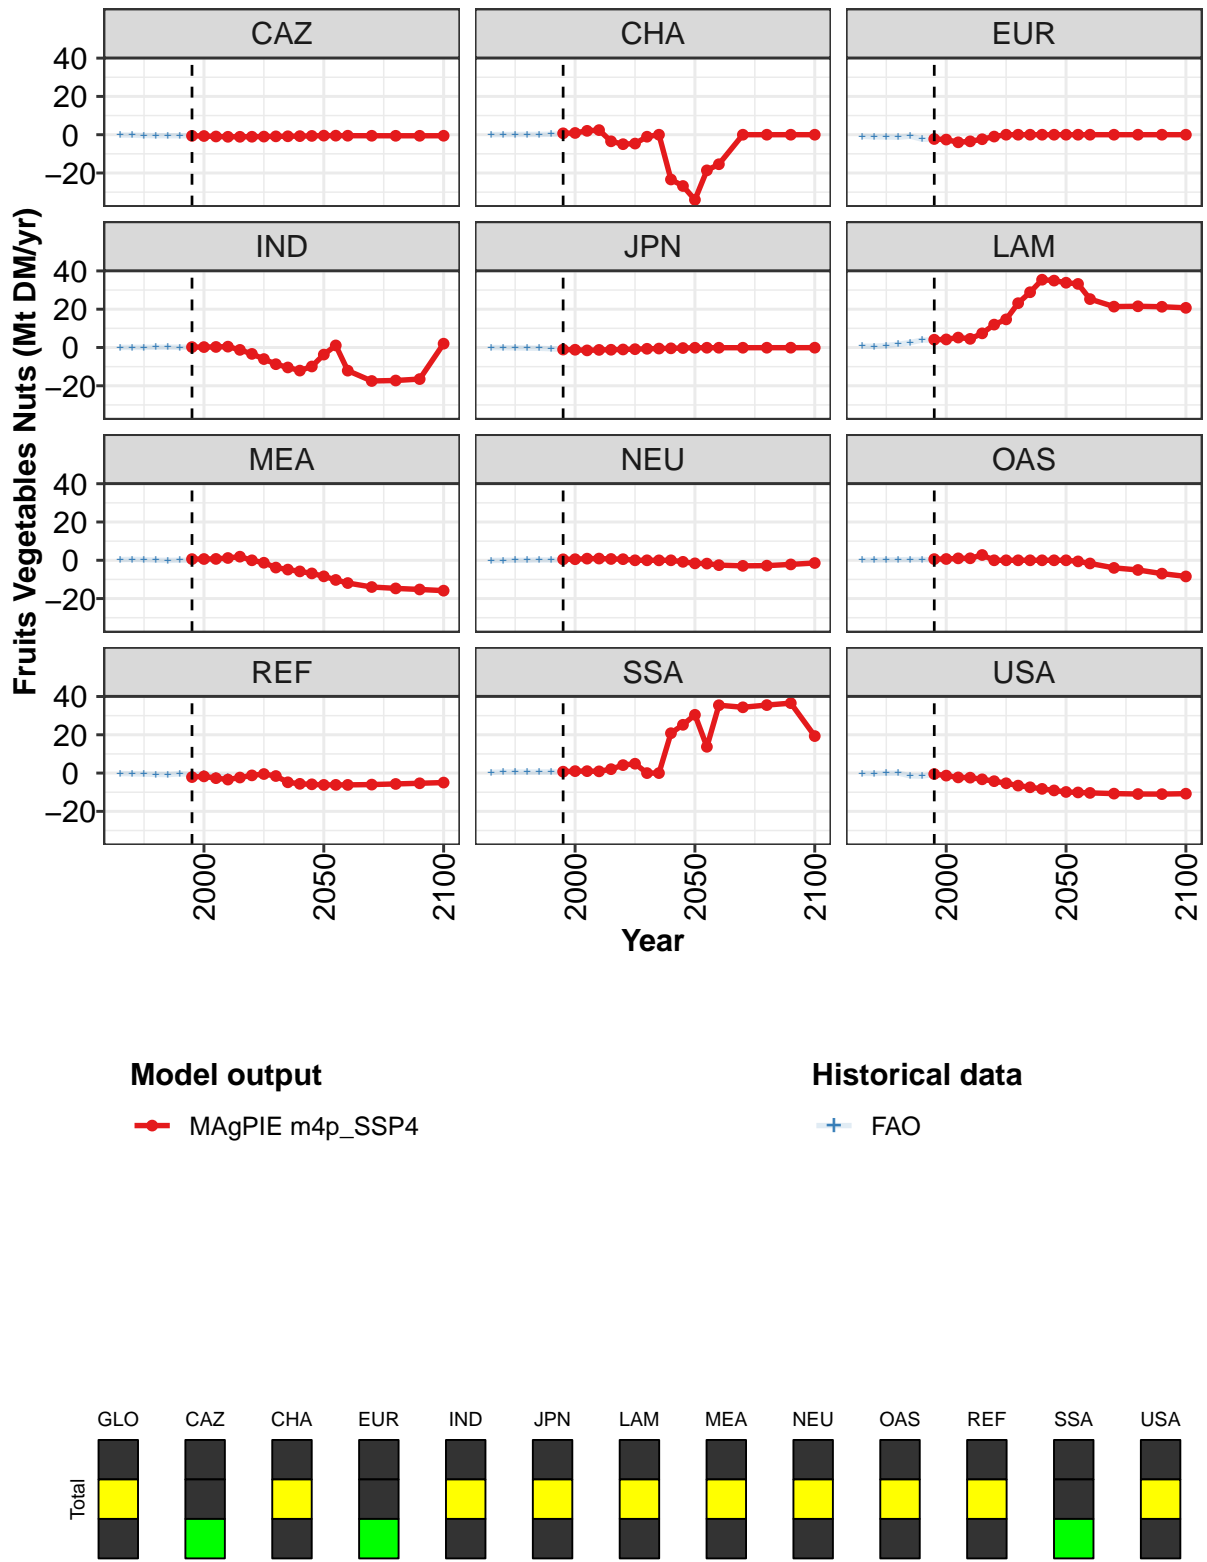 CAZ CHA EUR
40
20
0
−20
IND JPN LAM
40
20
0
−20
MEA NEU OAS
40
20
0
−20
REF SSA USA
40
20
0
−20
Fruits Vegetables Nuts (Mt DM/yr)
2000 2050 2100 2000 2050 2100 2000 2050 2100
Year
Model output Historical data
MAgPIE m4p_SSP4 FAO
GLO CAZ CHA EUR IND JPN LAM MEA NEU OAS REF SSA USA
Total